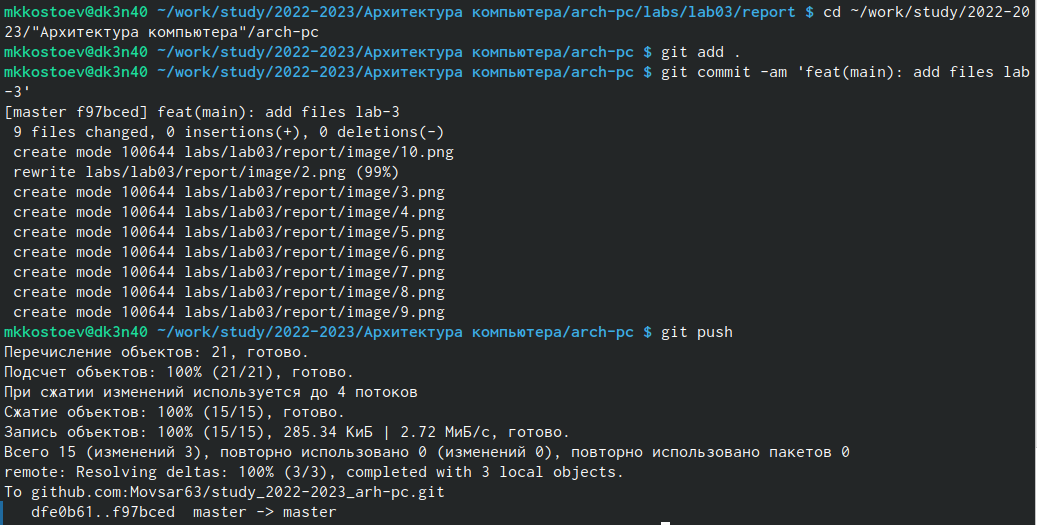 mkkostoev@dk3n40 ~/work/study/2022-2023/Архитектура компьютера/arch-pc/labs/lab03/report $ cd ~/work/study/2022-20
23/"Архитектура компьютера"/arch-pc
mkkostoev@dk3n40 ~/work/study/2022-2023/Архитектура компьютера/arch-pc $ git add .
mkkostoev@dk3n40 ~/work/study/2022-2023/Архитектура компьютера/arch-pc $ git commit -am 'feat(main): add files lab
-3'
[master f97bced] feat(main): add files lab-3
 9 files changed, 0 insertions(+), 0 deletions(-)
 create mode 100644 labs/lab03/report/image/10.png
 rewrite labs/lab03/report/image/2.png (99%)
 create mode 100644 labs/lab03/report/image/3.png
 create mode 100644 labs/lab03/report/image/4.png
 create mode 100644 labs/lab03/report/image/5.png
 create mode 100644 labs/lab03/report/image/6.png
 create mode 100644 labs/lab03/report/image/7.png
 create mode 100644 labs/lab03/report/image/8.png
 create mode 100644 labs/lab03/report/image/9.png
mkkostoev@dk3n40 ~/work/study/2022-2023/Архитектура компьютера/arch-pc $ git push
Перечисление объектов: 21, готово.
Подсчет объектов: 100% (21/21), готово.
При сжатии изменений используется до 4 потоков
Сжатие объектов: 100% (15/15), готово.
Запись объектов: 100% (15/15), 285.34 КиБ | 2.72 МиБ/с, готово.
Всего 15 (изменений 3), повторно использовано 0 (изменений 0), повторно использовано пакетов 0
remote: Resolving deltas: 100% (3/3), completed with 3 local objects.
To github.com:Movsar63/study_2022-2023_arh-pc.git
   dfe0b61..f97bced  master -> master